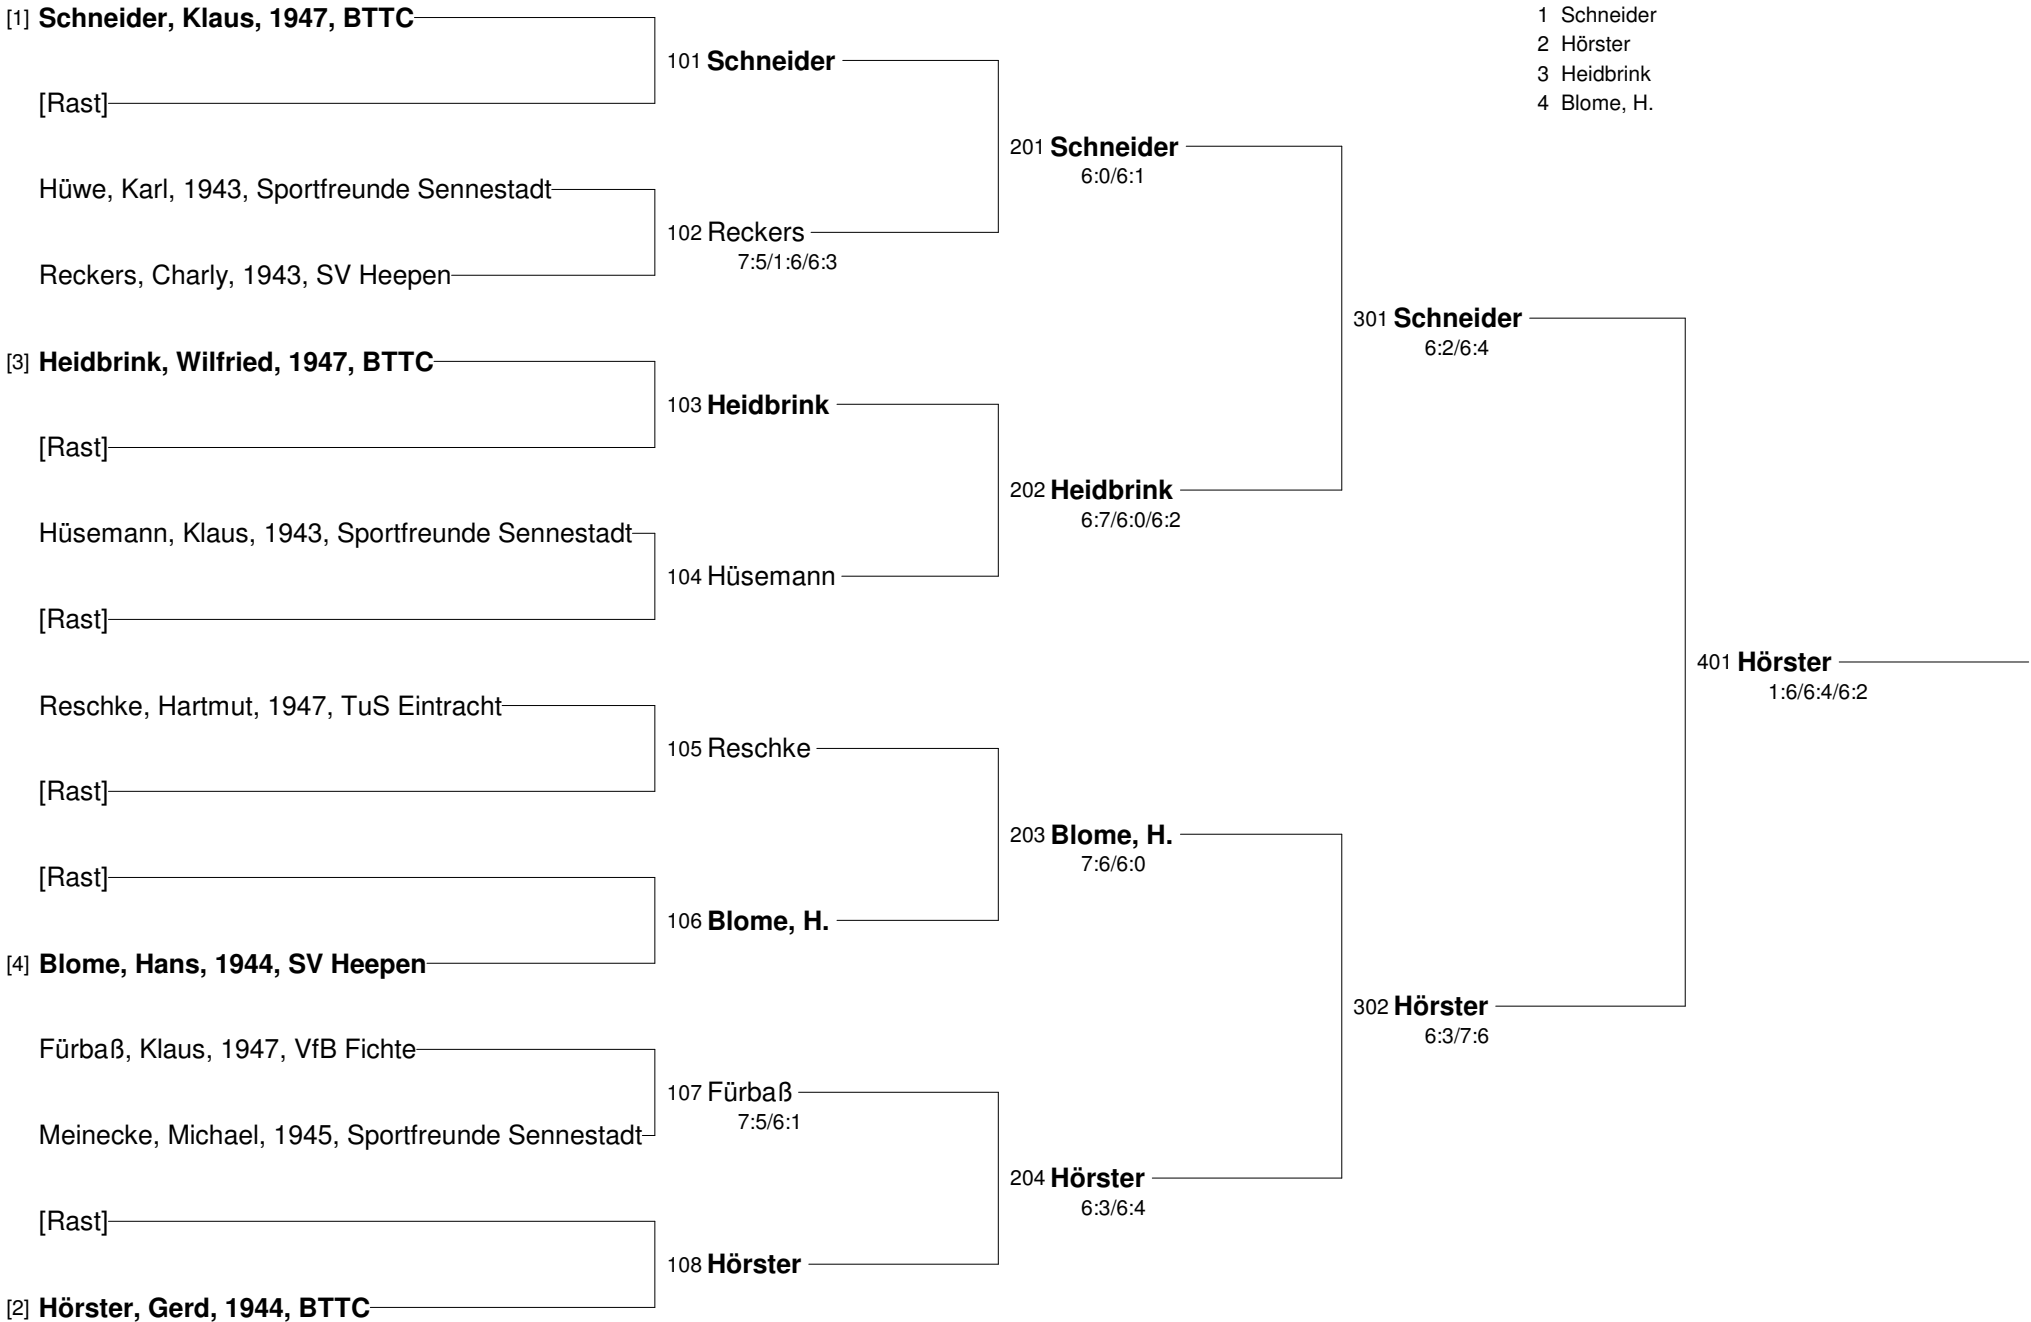 [1] Schneider, Klaus, 1947, BTTC
[Rast]
Hüwe, Karl, 1943, Sportfreunde Sennestadt
Reckers, Charly, 1943, SV Heepen
[3] Heidbrink, Wilfried, 1947, BTTC
[Rast]
Hüsemann, Klaus, 1943, Sportfreunde Sennestadt
[Rast]
Reschke, Hartmut, 1947, TuS Eintracht
[Rast]
[Rast]
[4] Blome, Hans, 1944, SV Heepen
Fürbaß, Klaus, 1947, VfB Fichte
Meinecke, Michael, 1945, Sportfreunde Sennestadt
[Rast]
[2] Hörster, Gerd, 1944, BTTC
101 Schneider
102 Reckers
7:5/1:6/6:3
103 Heidbrink
104 Hüsemann
105 Reschke
106 Blome, H.
107 Fürbaß
7:5/6:1
108 Hörster
201 Schneider
6:0/6:1
202 Heidbrink
6:7/6:0/6:2
203 Blome, H.
7:6/6:0
204 Hörster
6:3/6:4
301 Schneider
6:2/6:4
302 Hörster
6:3/7:6
401 Hörster
1:6/6:4/6:2
1 Schneider
2 Hörster
3 Heidbrink
4 Blome, H.